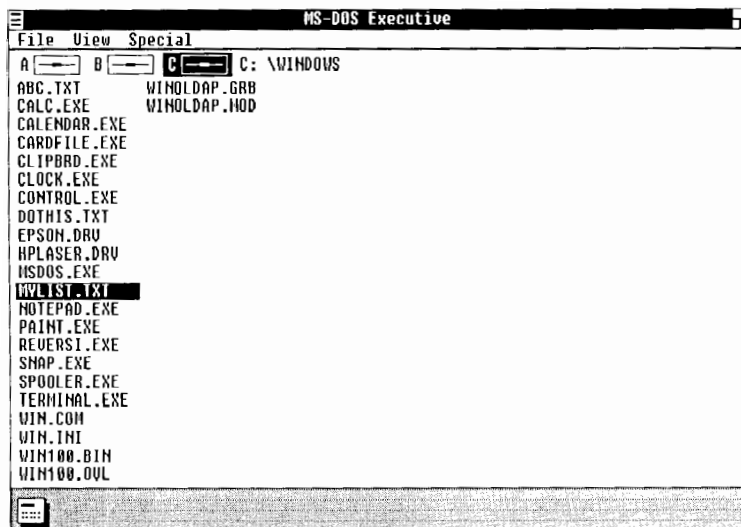 MS-DOS Executive
File View Special
A B C C: \WINDOWS
ABC.TXT WINOLDAP.GRB
CALC.EXE WINOLDAP.MOD
CALENDAR.EXE
CARDFILE.EXE
CLIPBRD.EXE
CLOCK.EXE
CONTROL.EXE
DOTHIS.TXT
EPSON.DRV
HPLASER.DRV
MSDOS.EXE
MYLIST.TXT
NOTEPAD.EXE
PAINT.EXE
REVERSI.EXE
SNAP.EXE
SPOOLER.EXE
TERMINAL.EXE
WIN.COM
WIN.INI
WIN100.BIN
WIN100.OVL